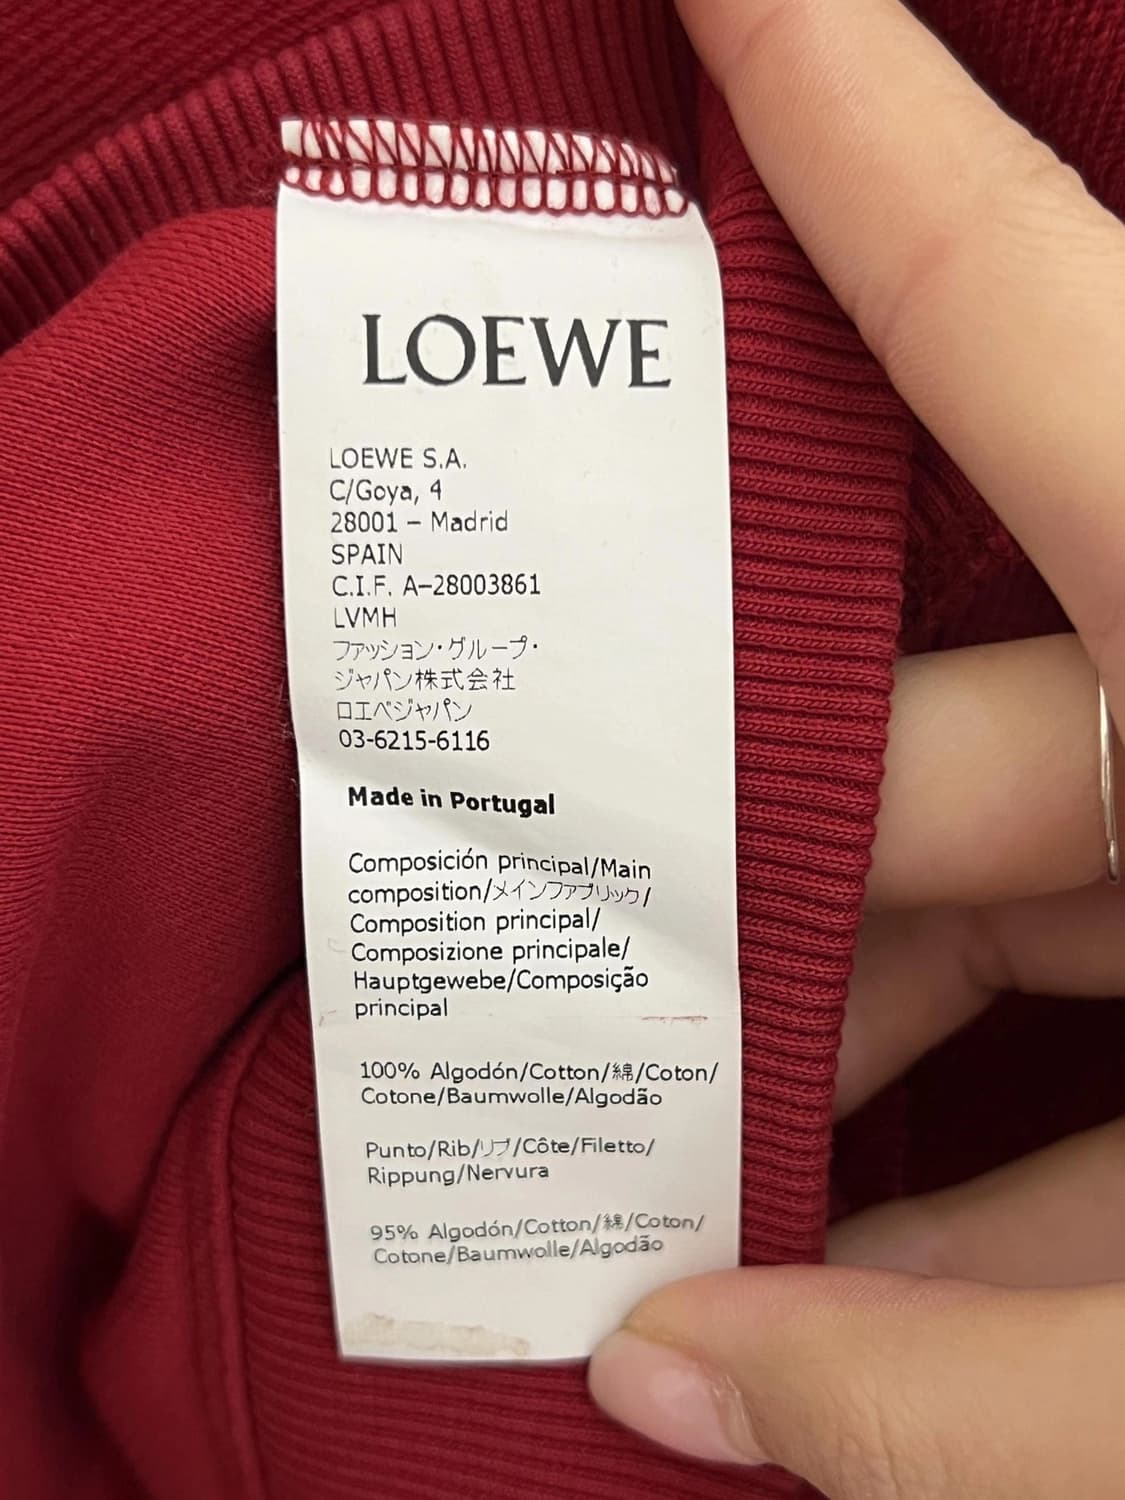 LOEWE
LOEWE S.A.
C/Goya, 4
28001 – Madrid
SPAIN
C.I.F. A–28003861
LVMH
ファッション・グループ・
ジャパン株式会社
ロエベジャパン
03-6215-6116
Made in Portugal
Composición principal/Main
composition/メインファブリック/
Composition principal/
Composizione principale/
Hauptgewebe/Composição
principal
100% Algodón/Cotton/綿/Coton/
Cotone/Baumwolle/Algodão
Punto/Rib/リブ/Côte/Filetto/
Rippung/Nervura
95% Algodón/Cotton/綿/Coton/
Cotone/Baumwolle/Algodão